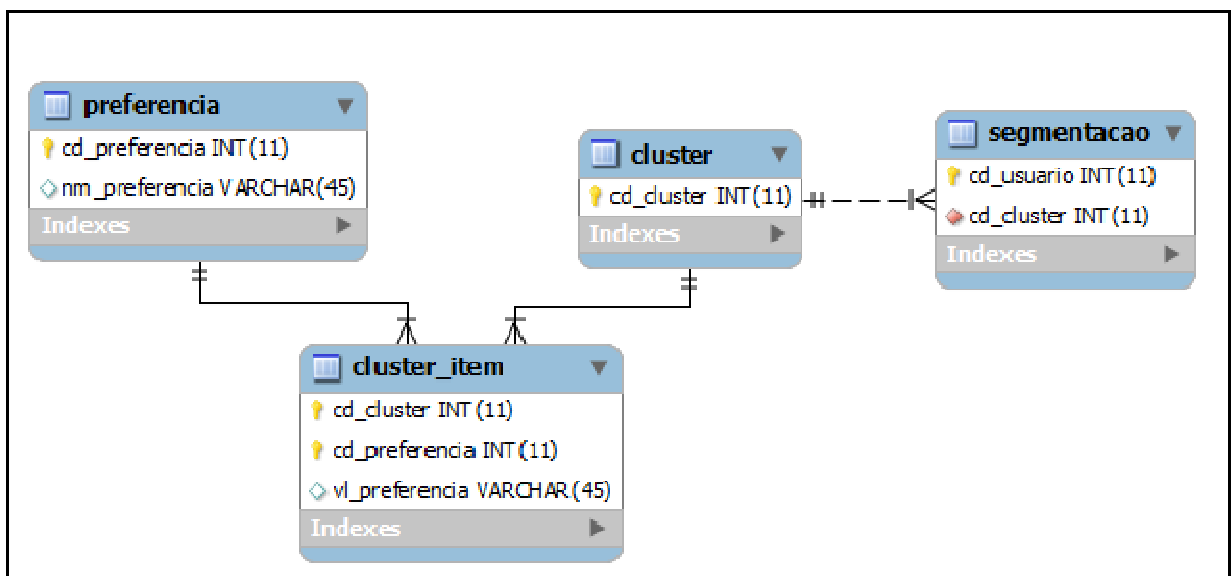 preferencia
cd_preferencia INT(11)
nm_preferencia VARCHAR(45)
Indexes
cluster
cd_cluster INT(11)
Indexes
segmentacao
cd_usuario INT(11)
cd_cluster INT(11)
Indexes
cluster_item
cd_cluster INT(11)
cd_preferencia INT(11)
vl_preferencia VARCHAR(45)
Indexes